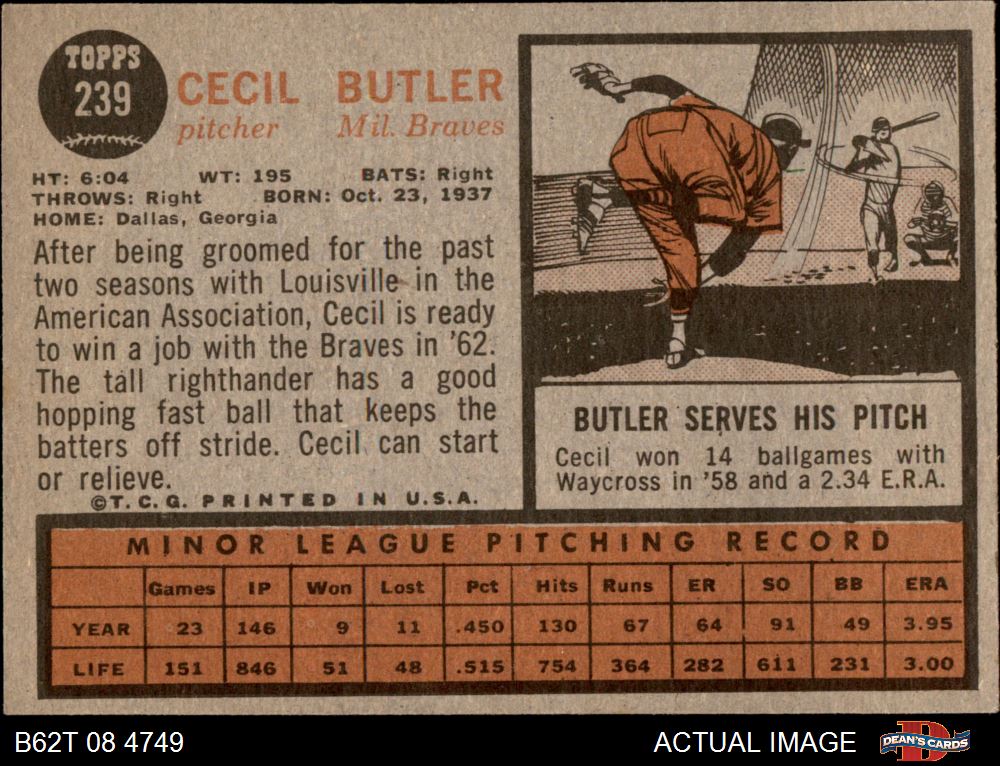 TOPPS
239
CECIL BUTLER
pitcher Mil. Braves
HT: 6:04 WT: 195 BATS: Right
THROWS: Right BORN: Oct. 23, 1937
HOME: Dallas, Georgia
After being groomed for the past
two seasons with Louisville in the
American Association, Cecil is ready
to win a job with the Braves in '62.
The tall righthander has a good
hopping fast ball that keeps the
batters off stride. Cecil can start
or relieve.
©T.C.G. PRINTED IN U.S.A.
BUTLER SERVES HIS PITCH
Cecil won 14 ballgames with
Waycross in '58 and a 2.34 E.R.A.
MINOR LEAGUE PITCHING RECORD
Games IP Won Lost Pct Hits Runs ER SO BB ERA
YEAR 23 146 9 11 .450 130 67 64 91 49 3.95
LIFE 151 846 51 48 .515 754 364 282 611 231 3.00
B62T 08 4749 ACTUAL IMAGE
D
DEAN'S CARDS